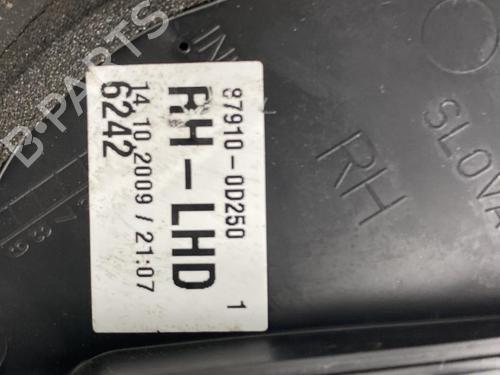 87910-0D250 1
RH-LHD
14.10.2009 / 21:07
6242
RH
SLOVA
B-PARTS